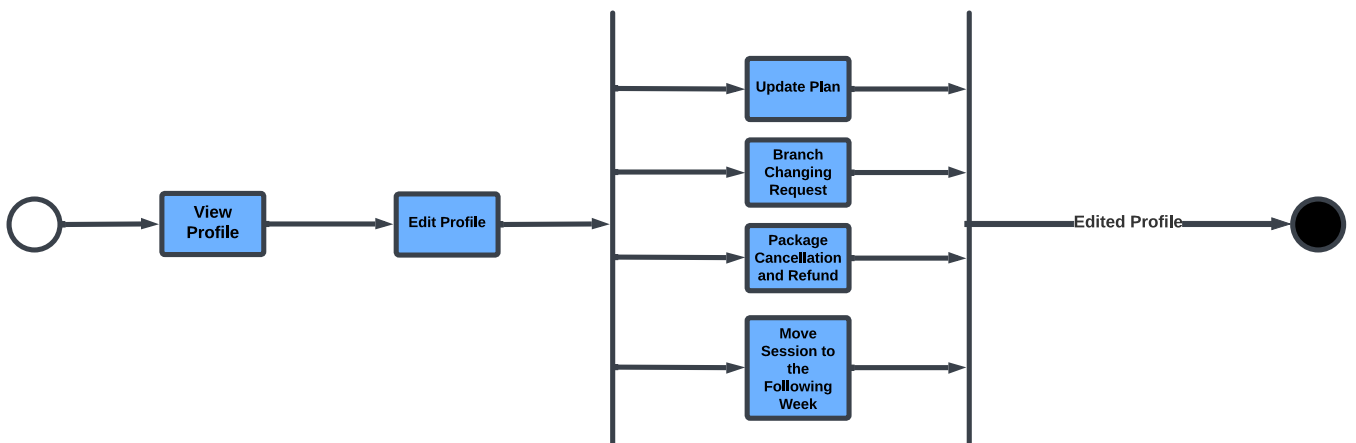 View
Profile
Edit Profile
Update Plan
Branch
Changing
Request
Package
Cancellation
and Refund
Move
Session to
the
Following
Week
Edited Profile